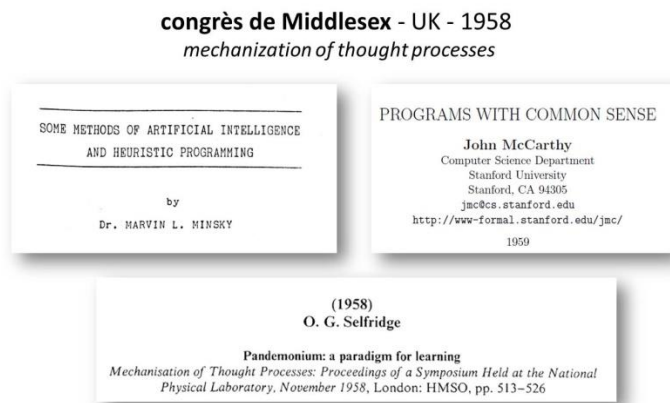 congrès de Middlesex - UK - 1958
mechanization of thought processes
SOME METHODS OF ARTIFICIAL INTELLIGENCE
AND HEURISTIC PROGRAMMING
by
Dr. MARVIN L. MINSKY
PROGRAMS WITH COMMON SENSE
John McCarthy
Computer Science Department
Stanford University
Stanford, CA 94305
jmc@cs.stanford.edu
http://www-formal.stanford.edu/jmc/
1959
(1958)
O. G. Selfridge
Pandemonium: a paradigm for learning
Mechanisation of Thought Processes: Proceedings of a Symposium Held at the National
Physical Laboratory, November 1958, London: HMSO, pp. 513–526